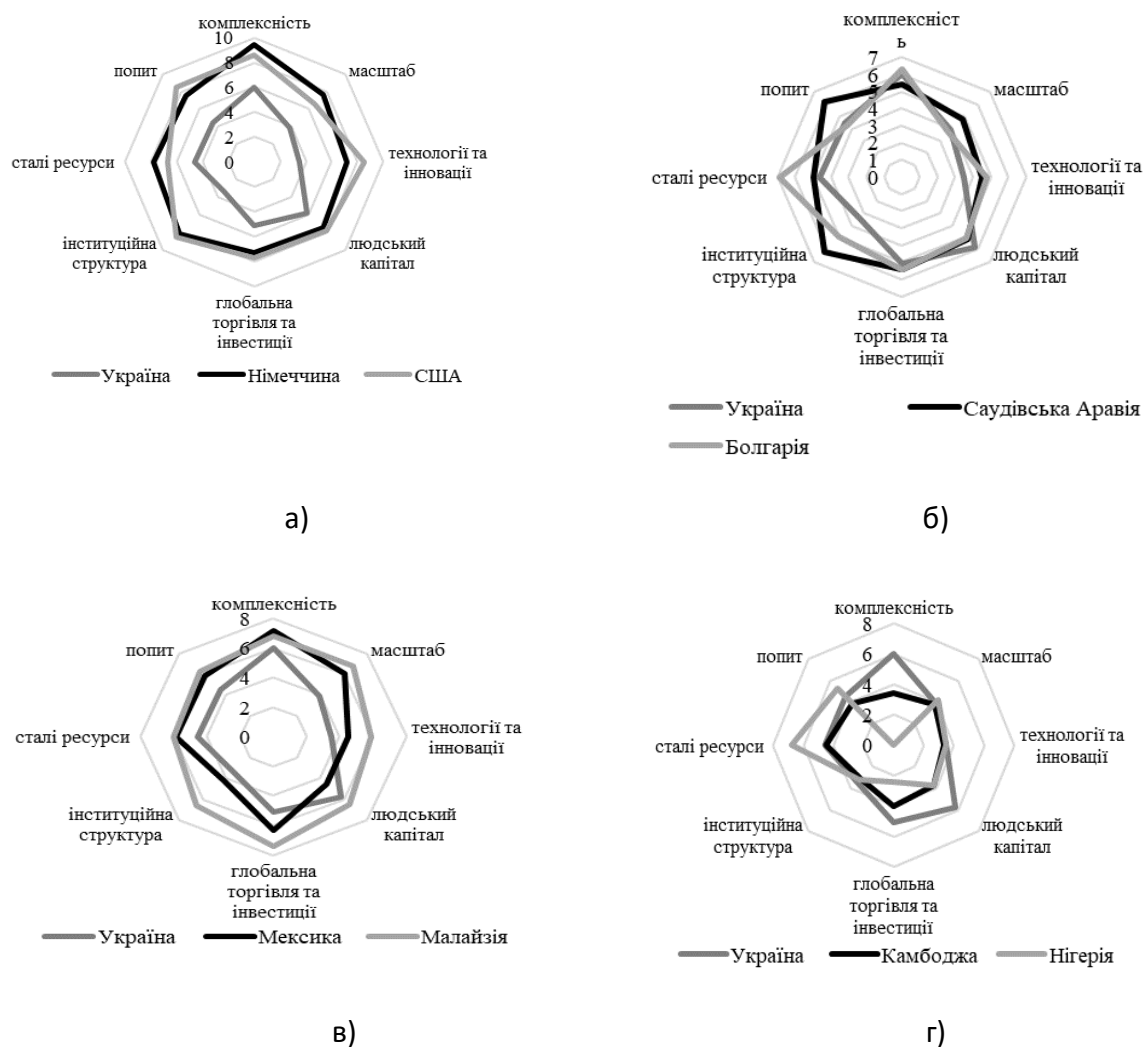 комплексність
10
8
6
4
2
0
масштаб
технології та
інновації
людський
капітал
глобальна
торгівля та
інвестиції
інституційна
структура
сталі ресурси
попит
Україна Німеччина США
а)
комплексніст
ь
7
6
5
4
3
2
1
0
масштаб
технології та
інновації
людський
капітал
глобальна
торгівля та
інвестиції
інституційна
структура
сталі ресурси
попит
Україна Саудівська Аравія
Болгарія
б)
комплексність
8
6
4
2
0
масштаб
технології та
інновації
людський
капітал
глобальна
торгівля та
інвестиції
інституційна
структура
сталі ресурси
попит
Україна Мексика Малайзія
в)
комплексність
8
6
4
2
0
масштаб
технології та
інновації
людський
капітал
глобальна
торгівля та
інвестиції
інституційна
структура
сталі ресурси
попит
Україна Камбоджа Нігерія
г)